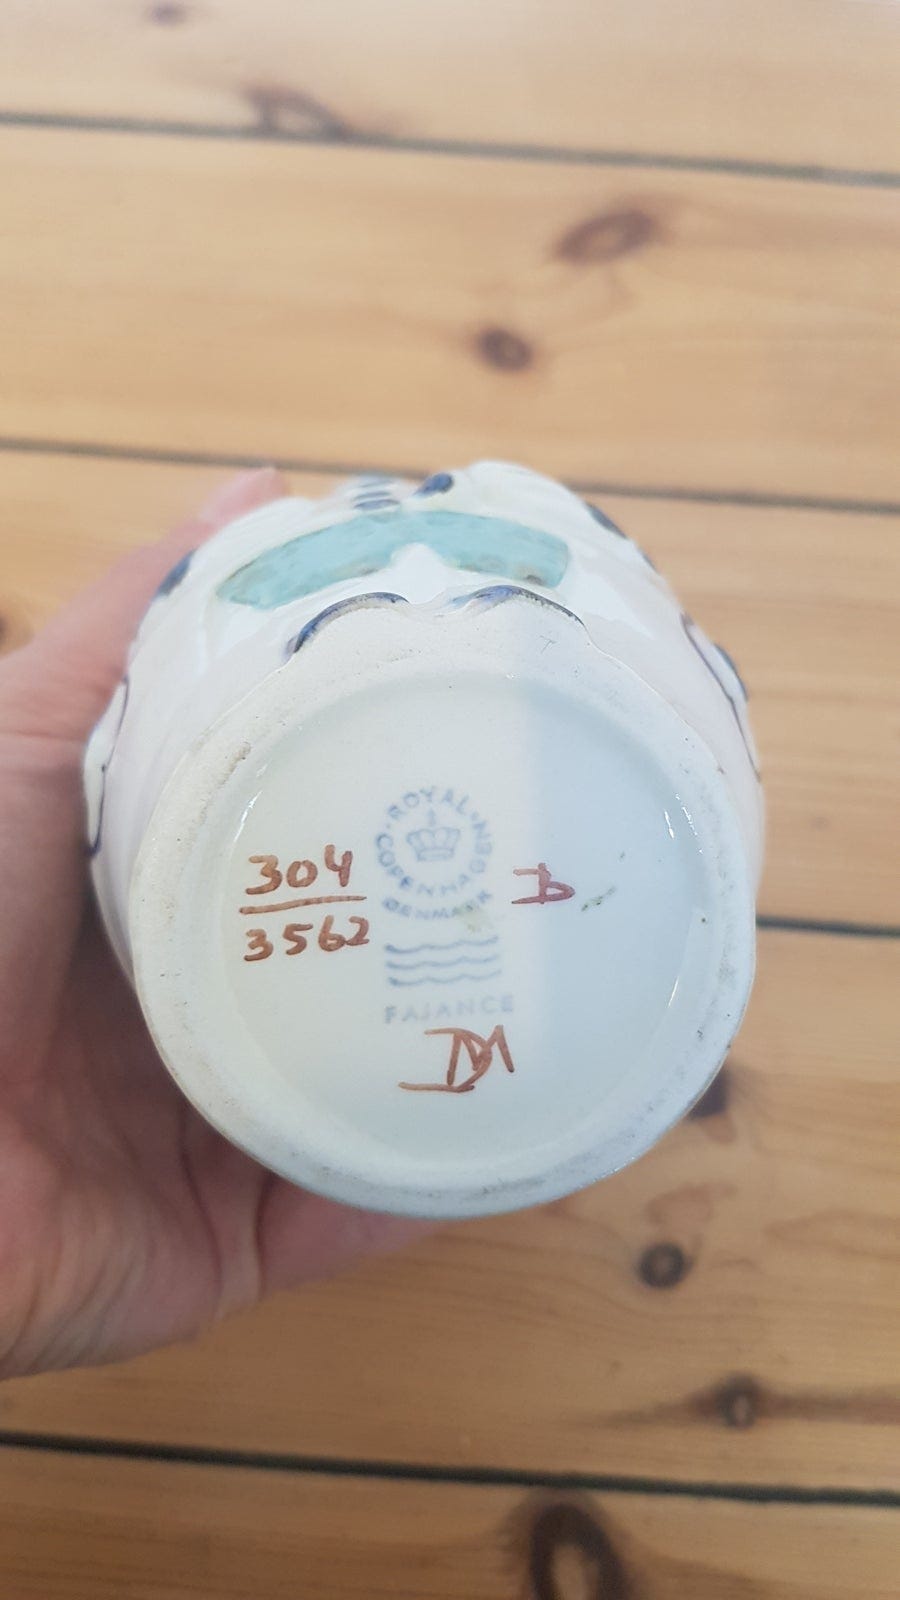 ROYAL
COPENHAGEN
DENMARK
304
3562
FAJANCE